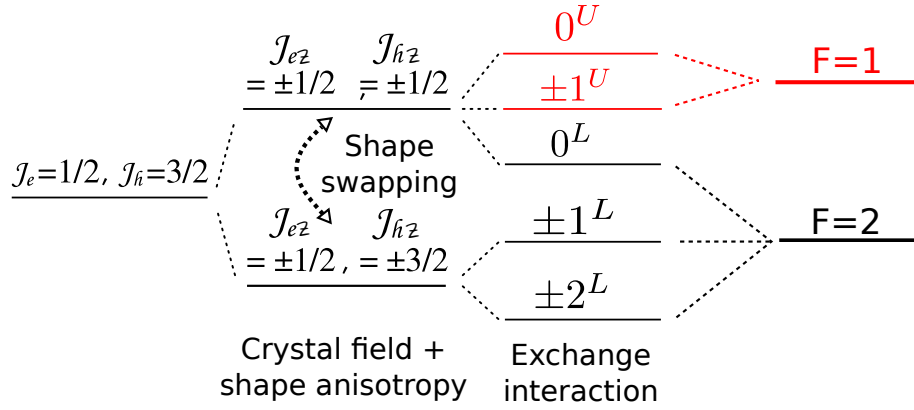 𝒥ₑ=1/2, 𝒥ₕ=3/2
𝒥ₑz 𝒥ₕz
= ±1/2 , = ±1/2
Shape
swapping
𝒥ₑz 𝒥ₕz
= ±1/2 , = ±3/2
Crystal field +
shape anisotropy
0^U
±1^U
0^L
±1^L
±2^L
Exchange
interaction
F=1
F=2